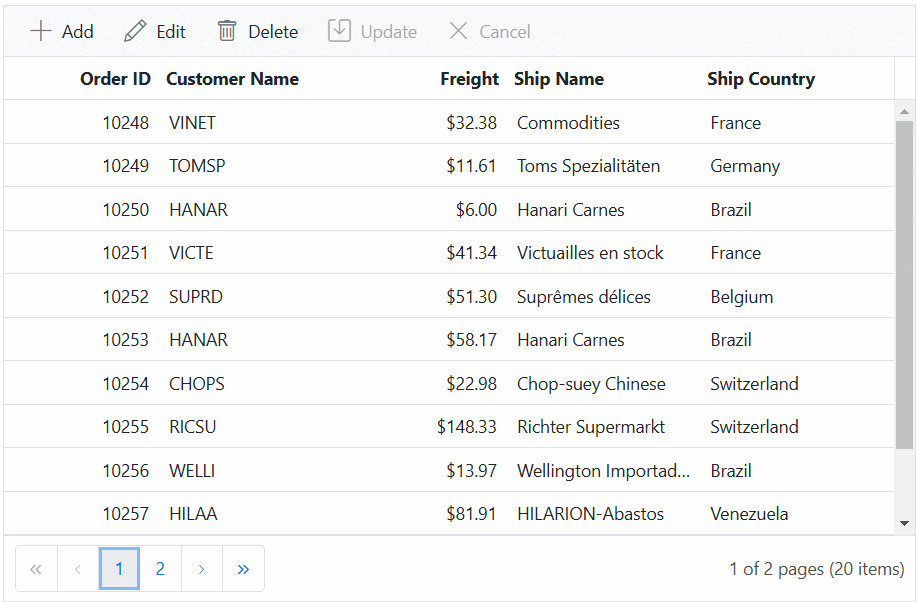 Add Edit Delete Update Cancel
Order ID Customer Name Freight Ship Name Ship Country
10248 VINET $32.38 Commodities France
10249 TOMSP $11.61 Toms Spezialitäten Germany
10250 HANAR $6.00 Hanari Carnes Brazil
10251 VICTE $41.34 Victuailles en stock France
10252 SUPRD $51.30 Suprêmes délices Belgium
10253 HANAR $58.17 Hanari Carnes Brazil
10254 CHOPS $22.98 Chop-suey Chinese Switzerland
10255 RICSU $148.33 Richter Supermarkt Switzerland
10256 WELLI $13.97 Wellington Importad... Brazil
10257 HILAA $81.91 HILARION-Abastos Venezuela
« ‹ 1 2 › » 1 of 2 pages (20 items)